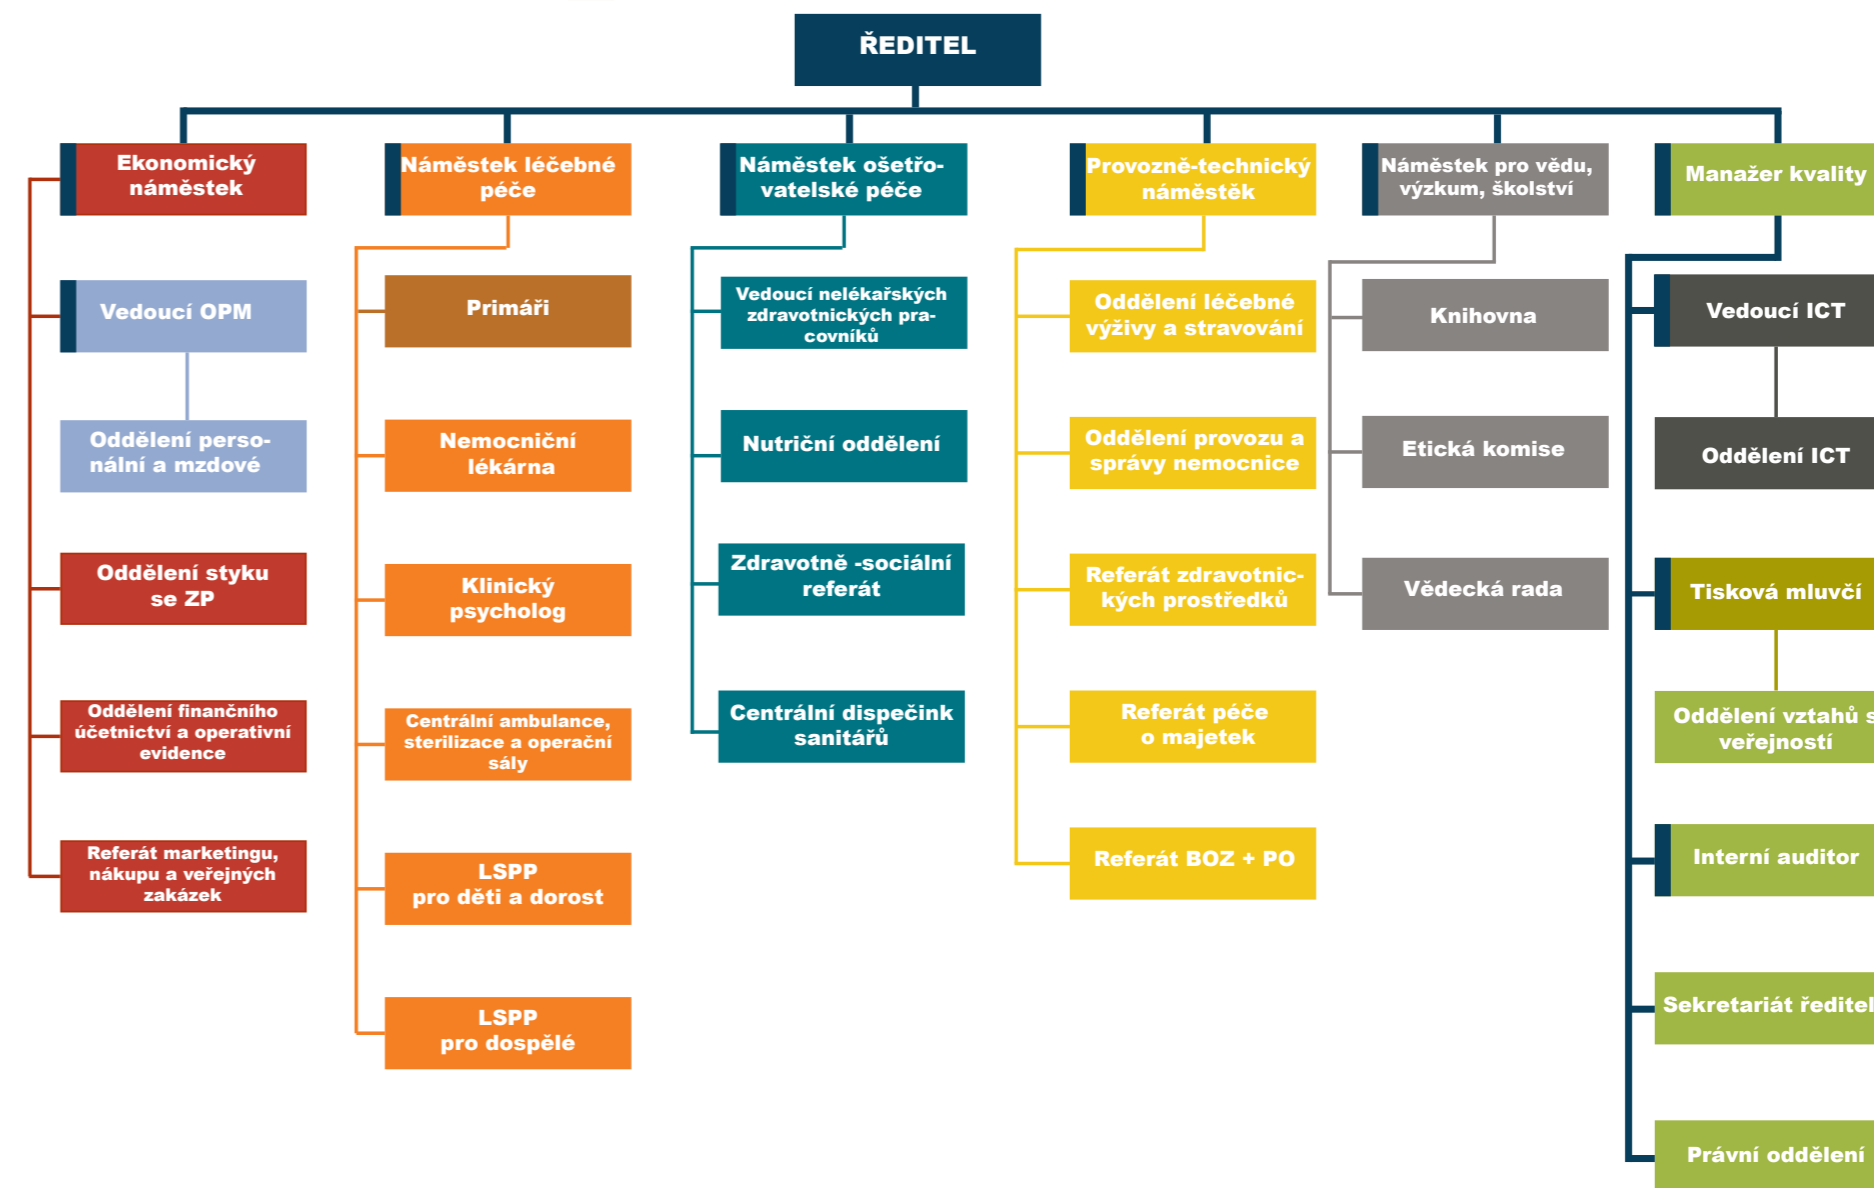 ŘEDITEL
Ekonomický
náměstek
Vedoucí OPM
Oddělení perso-
nální a mzdové
Oddělení styku
se ZP
Oddělení finančního
účetnictví a operativní
evidence
Referát marketingu,
nákupu a veřejných
zakázek
Náměstek léčebné
péče
Primáři
Nemocniční
lékárna
Klinický
psycholog
Centrální ambulance,
sterilizace a operační
sály
LSPP
pro děti a dorost
LSPP
pro dospělé
Náměstek ošetřo-
vatelské péče
Vedoucí nelékařských
zdravotnických pra-
covníků
Nutriční oddělení
Zdravotně -sociální
referát
Centrální dispečink
sanitářů
Provozně-technický
náměstěk
Oddělení léčebné
výživy a stravování
Oddělení provozu a
správy nemocnice
Referát zdravotnic-
kých prostředků
Referát péče
o majetek
Referát BOZ + PO
Náměstek pro vědu,
výzkum, školství
Knihovna
Etická komise
Vědecká rada
Manažer kvality
Vedoucí ICT
Oddělení ICT
Tisková mluvčí
Oddělení vztahů s
veřejností
Interní auditor
Sekretariát ředitel
Právní oddělení